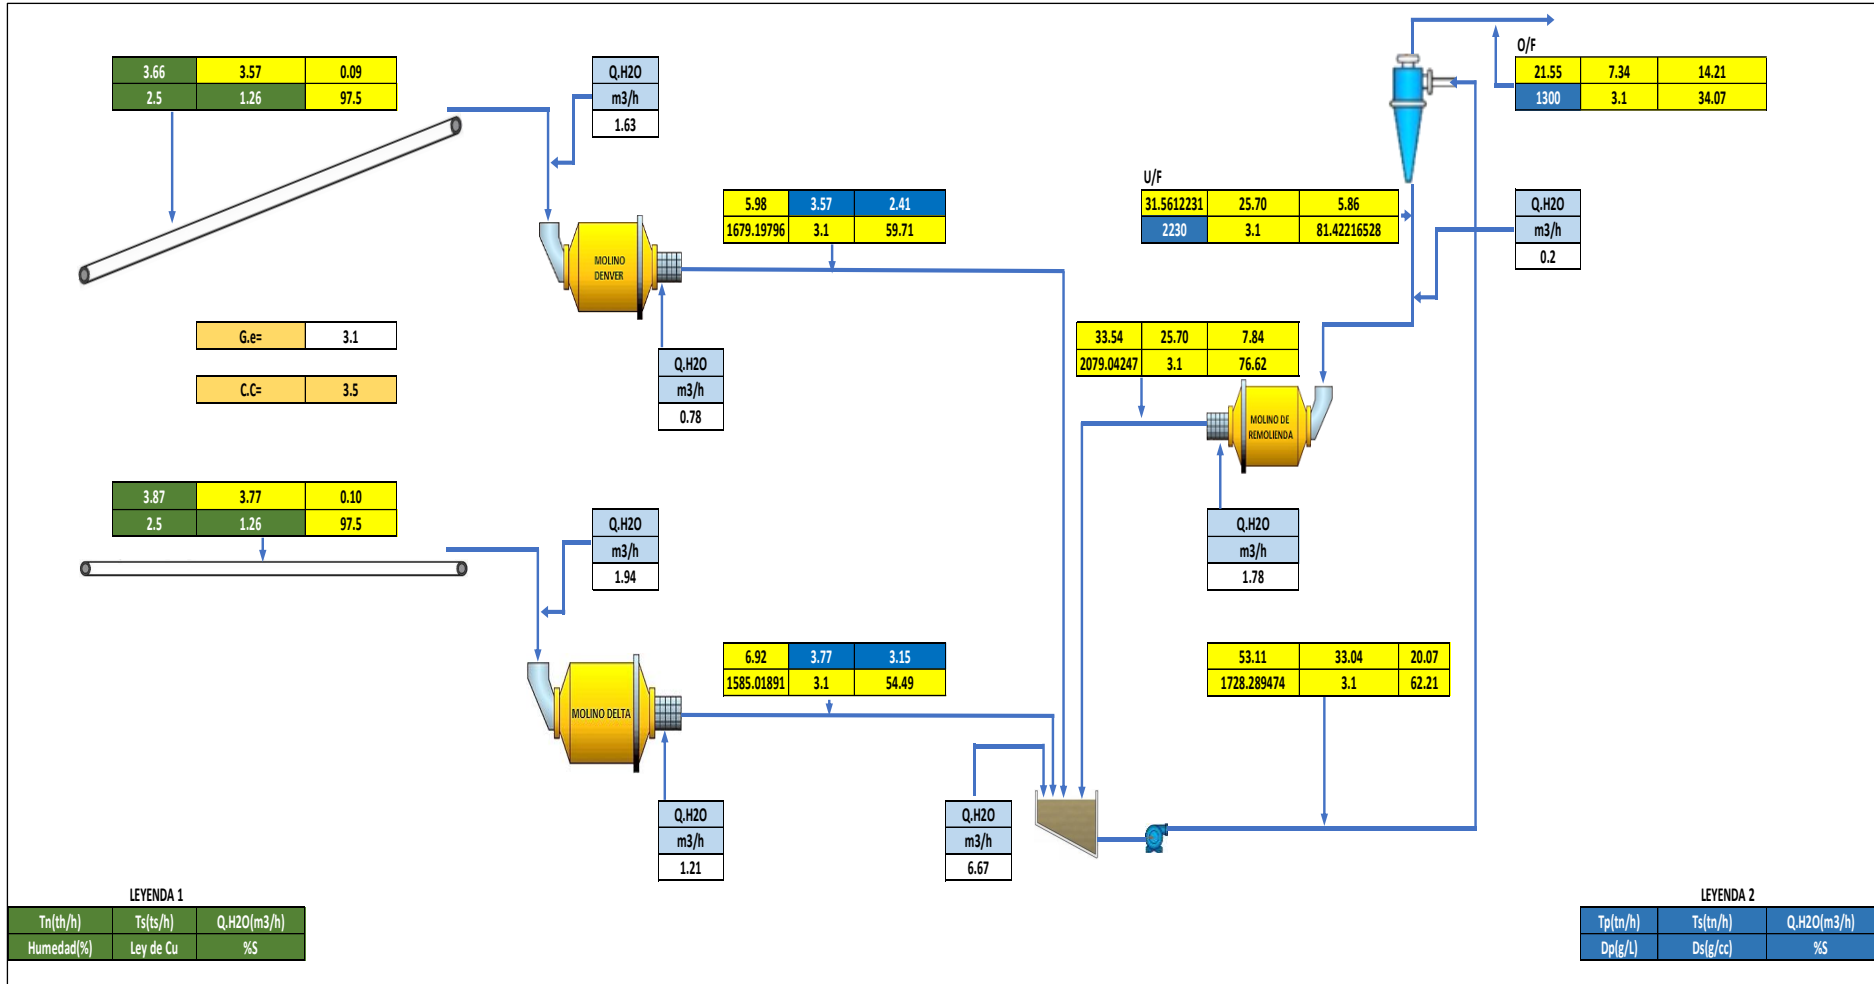 O/F
3.66 3.57 0.09
2.5 1.26 97.5
Q.H2O
m3/h
1.63
21.55 7.34 14.21
1300 3.1 34.07
U/F
31.5612231 25.70 5.86
2230 3.1 81.42216528
5.98 3.57 2.41
1679.19796 3.1 59.71
Q.H2O
m3/h
0.2
MOLINO
DENVER
G.e= 3.1
C.C= 3.5
Q.H2O
m3/h
0.78
33.54 25.70 7.84
2079.04247 3.1 76.62
MOLINO DE
REMOLIENDA
3.87 3.77 0.10
2.5 1.26 97.5
Q.H2O
m3/h
1.94
Q.H2O
m3/h
1.78
6.92 3.77 3.15
1585.01891 3.1 54.49
53.11 33.04 20.07
1728.289474 3.1 62.21
MOLINO DELTA
Q.H2O
m3/h
1.21
Q.H2O
m3/h
6.67
LEYENDA 1
Tn(th/h) Ts(ts/h) Q.H2O(m3/h)
Humedad(%) Ley de Cu %S
LEYENDA 2
Tp(tn/h) Ts(tn/h) Q.H2O(m3/h)
Dp(g/L) Ds(g/cc) %S